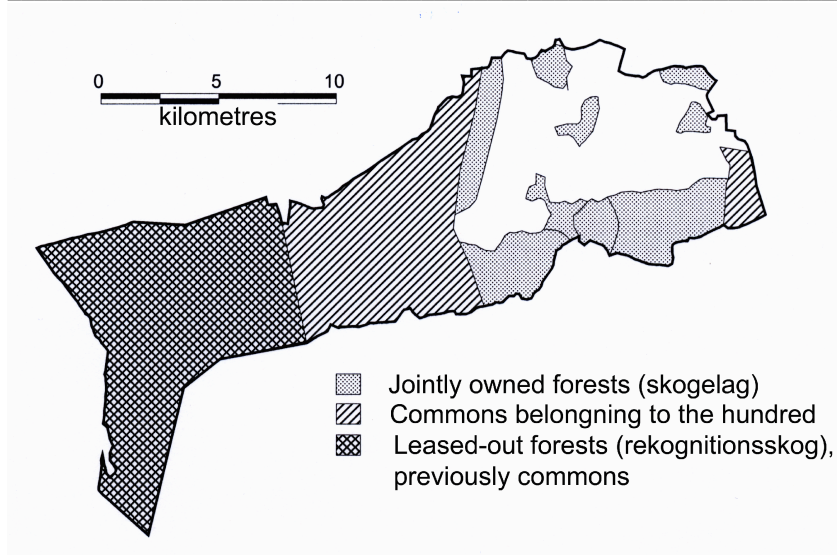 0 5 10
kilometres
Jointly owned forests (skogelag)
Commons belongning to the hundred
Leased-out forests (rekognitionsskog),
previously commons